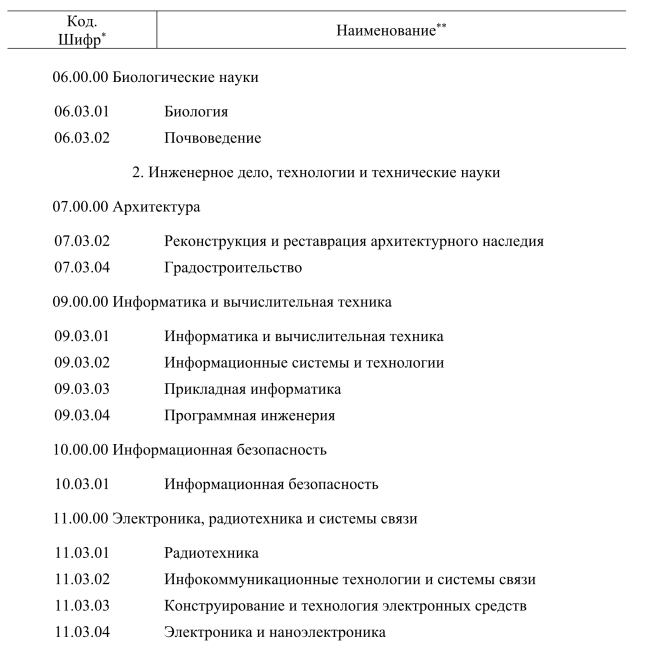 Код.
Шифр*
Наименование**
06.00.00 Биологические науки
06.03.01 Биология
06.03.02 Почвоведение
2. Инженерное дело, технологии и технические науки
07.00.00 Архитектура
07.03.02 Реконструкция и реставрация архитектурного наследия
07.03.04 Градостроительство
09.00.00 Информатика и вычислительная техника
09.03.01 Информатика и вычислительная техника
09.03.02 Информационные системы и технологии
09.03.03 Прикладная информатика
09.03.04 Программная инженерия
10.00.00 Информационная безопасность
10.03.01 Информационная безопасность
11.00.00 Электроника, радиотехника и системы связи
11.03.01 Радиотехника
11.03.02 Инфокоммуникационные технологии и системы связи
11.03.03 Конструирование и технология электронных средств
11.03.04 Электроника и наноэлектроника